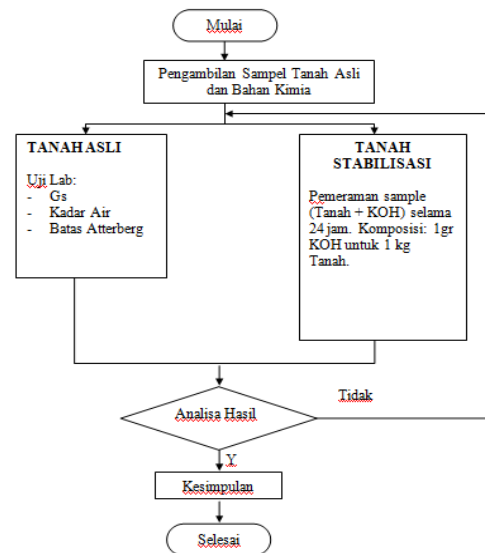 Mulai
Pengambilan Sampel Tanah Asli
dan Bahan Kimia
TANAH ASLI
Uji Lab:
- Gs
- Kadar Air
- Batas Atterberg
TANAH
STABILISASI
Pemeraman sample
(Tanah + KOH) selama
24 jam. Komposisi: 1gr
KOH untuk 1 kg
Tanah.
Analisa Hasil
Tidak
Y
Kesimpulan
Selesai